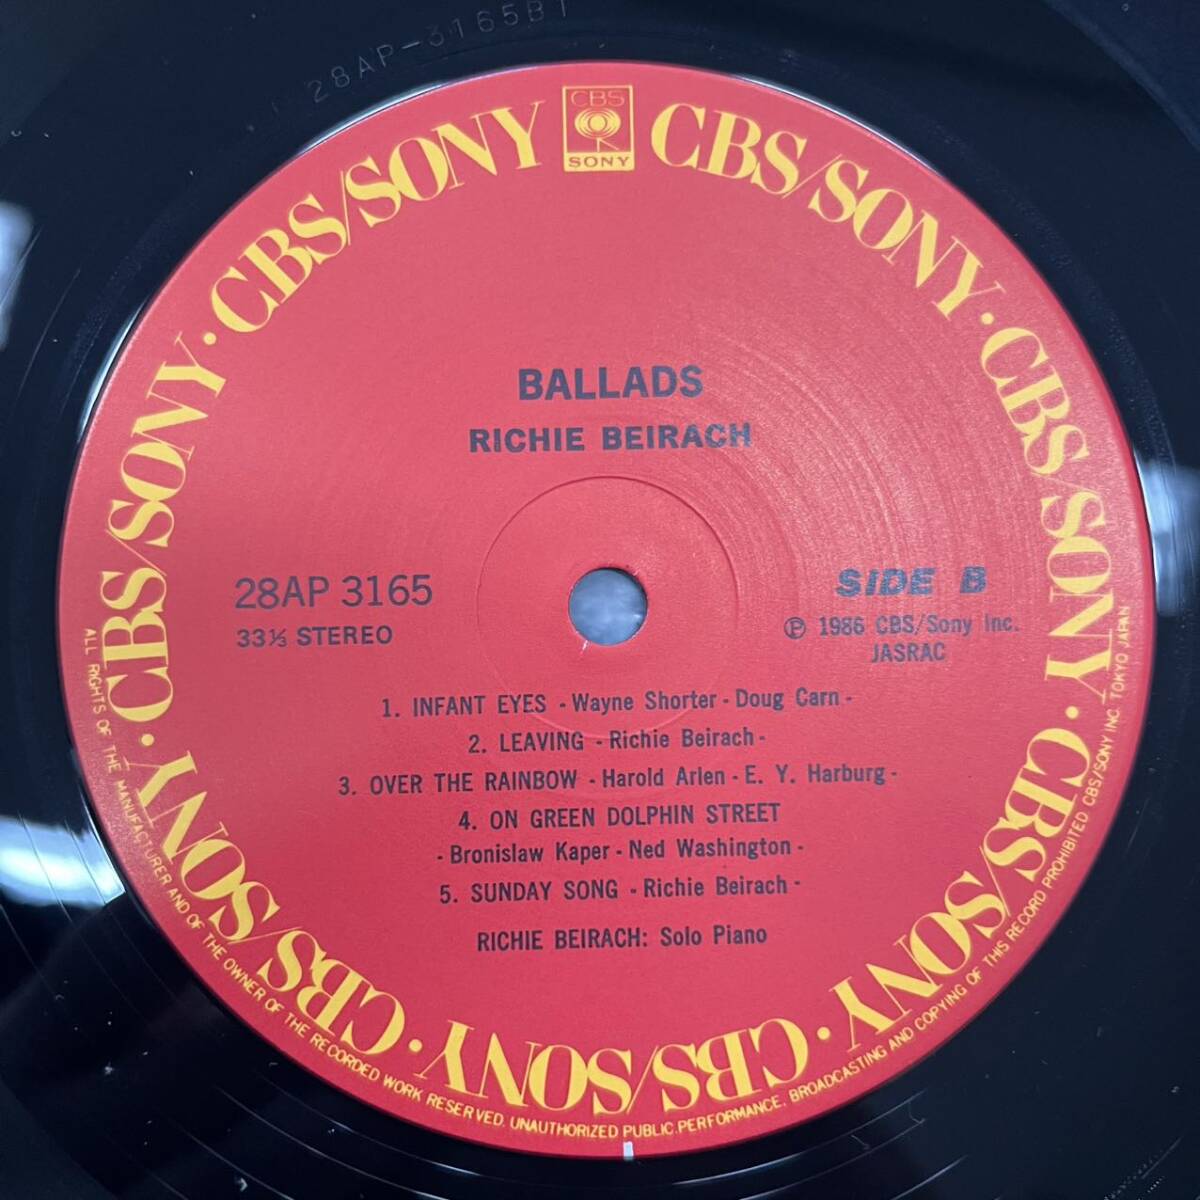 28AP-3165B1
CBS
SONY
CBS/SONY · CBS/SONY · CBS/SONY · CBS/SONY · CBS/SONY · CBS/SONY · CBS/SONY · CBS/SONY
BALLADS
RICHIE BEIRACH
28AP 3165
33⅓ STEREO
SIDE B
Ⓟ 1986 CBS/Sony Inc.
JASRAC
1. INFANT EYES - Wayne Shorter - Doug Carn -
2. LEAVING - Richie Beirach -
3. OVER THE RAINBOW - Harold Arlen - E. Y. Harburg -
4. ON GREEN DOLPHIN STREET
- Bronislaw Kaper - Ned Washington -
5. SUNDAY SONG - Richie Beirach -
RICHIE BEIRACH: Solo Piano
ALL RIGHTS OF THE MANUFACTURER AND OF THE OWNER OF THE RECORDED WORK RESERVED. UNAUTHORIZED PUBLIC PERFORMANCE, BROADCASTING AND COPYING OF THIS RECORD PROHIBITED CBS/SONY INC. TOKYO JAPAN